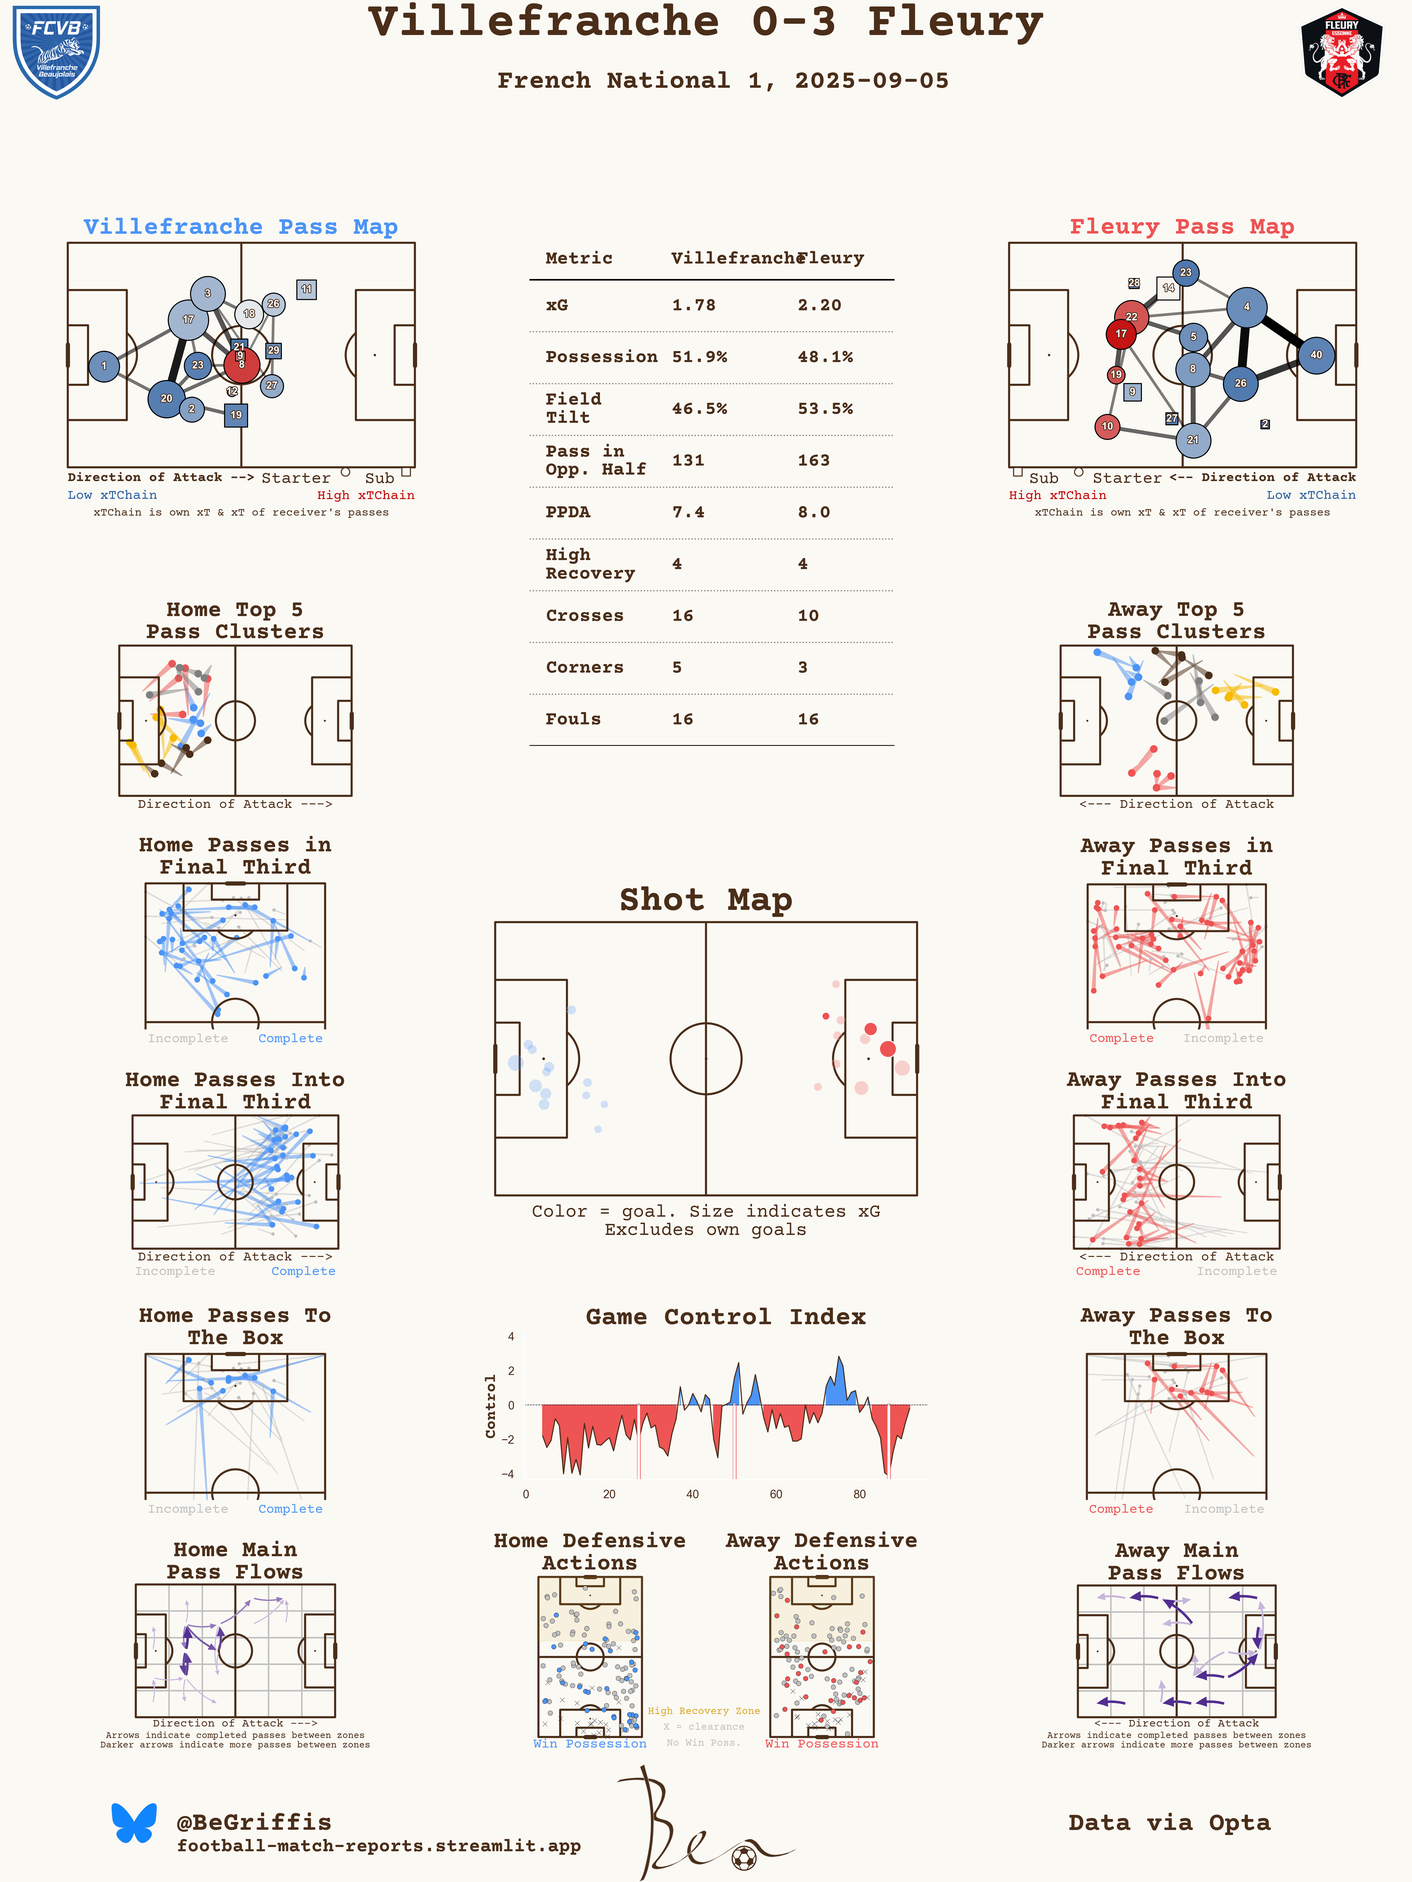 Villefranche 0-3 Fleury
French National 1, 2025-09-05
FCVB
Villefranche
Beaujolais
FLEURY
ESSONNE
Villefranche Pass Map
3
11
26
18
17
21
9
29
1
23
8
27
12
20
2
19
Direction of Attack --> Starter Sub
Low xTChain High xTChain
xTChain is own xT & xT of receiver's passes
Metric Villefranche Fleury
xG 1.78 2.20
Possession 51.9% 48.1%
Field
Tilt 46.5% 53.5%
Pass in
Opp. Half 131 163
PPDA 7.4 8.0
High
Recovery 4 4
Crosses 16 10
Corners 5 3
Fouls 16 16
Fleury Pass Map
23
28
14
4
22
17
5
40
19
8
26
9
27
2
10
21
Sub Starter <-- Direction of Attack
High xTChain Low xTChain
xTChain is own xT & xT of receiver's passes
Home Top 5
Pass Clusters
Direction of Attack --->
Away Top 5
Pass Clusters
<--- Direction of Attack
Home Passes in
Final Third
Incomplete Complete
Away Passes in
Final Third
Complete Incomplete
Shot Map
Color = goal. Size indicates xG
Excludes own goals
Home Passes Into
Final Third
Direction of Attack --->
Incomplete Complete
Away Passes Into
Final Third
<--- Direction of Attack
Complete Incomplete
Home Passes To
The Box
Incomplete Complete
Game Control Index
Control
4
2
0
−2
−4
0 20 40 60 80
Away Passes To
The Box
Complete Incomplete
Home Main
Pass Flows
Direction of Attack --->
Arrows indicate completed passes between zones
Darker arrows indicate more passes between zones
Home Defensive
Actions
Win Possession
High Recovery Zone
X = clearance
No Win Poss.
Away Defensive
Actions
Win Possession
Away Main
Pass Flows
<--- Direction of Attack
Arrows indicate completed passes between zones
Darker arrows indicate more passes between zones
@BeGriffis
football-match-reports.streamlit.app
Ben
Data via Opta